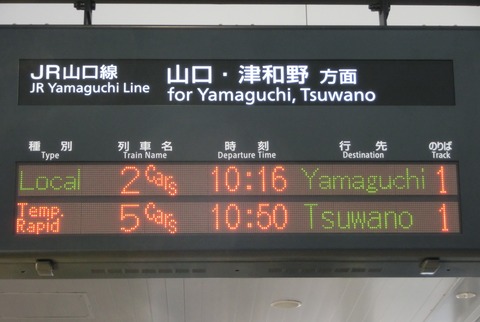 JR山口線 山口・津和野 方面
JR Yamaguchi Line for Yamaguchi, Tsuwano
種別 列車名 時刻 行先 のりば
Type Train Name Departure Time Destination Track
Local 2 Cars 10:16 Yamaguchi 1
Temp. Rapid 5 Cars 10:50 Tsuwano 1